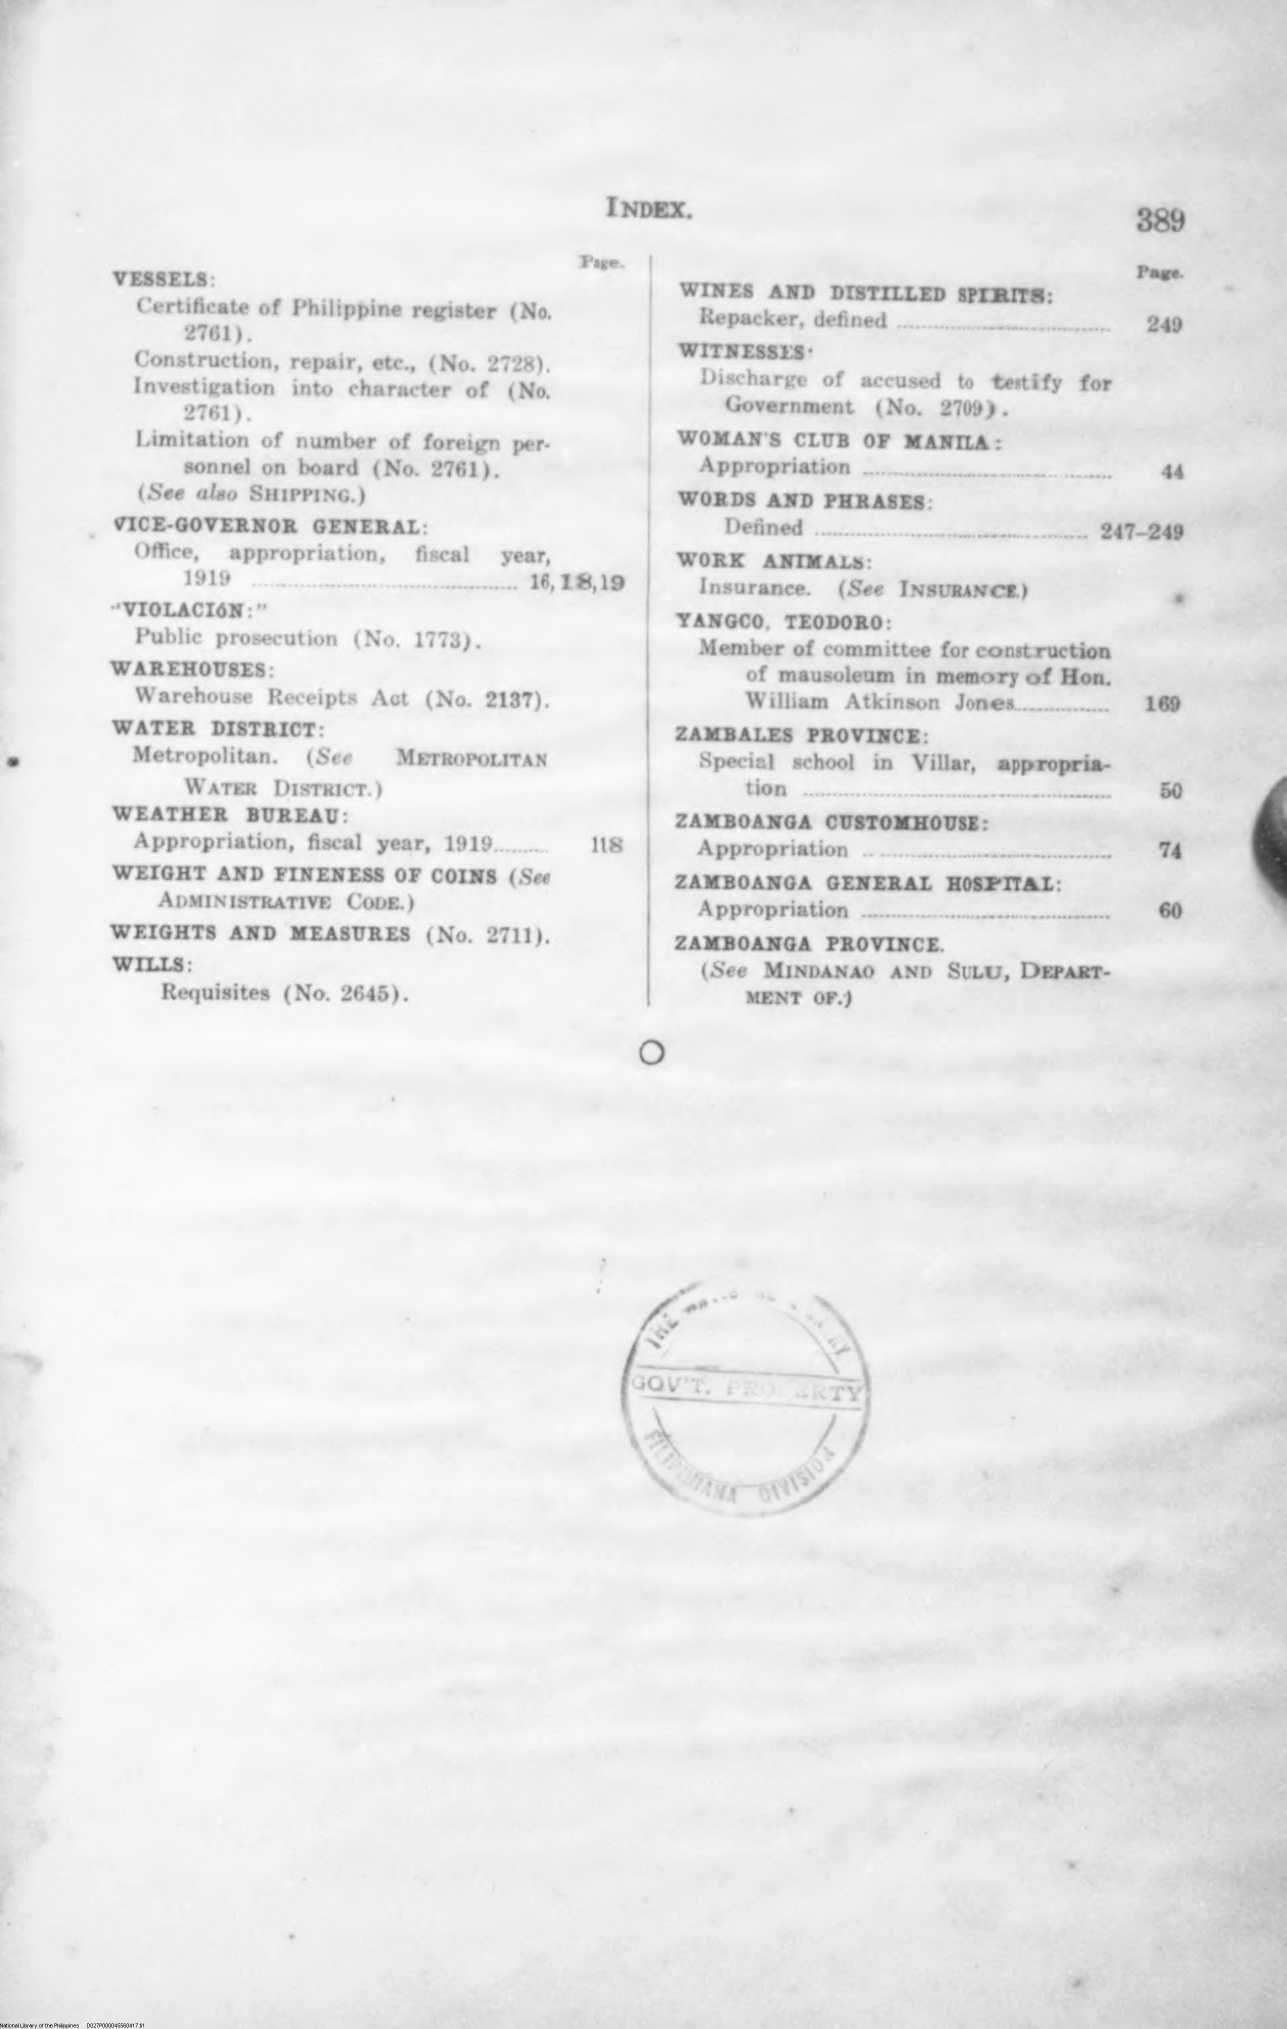 INDEX.
389
Page.
VESSELS:
Certificate of Philippine register (No.
2761).
Construction, repair, etc., (No. 2728).
Investigation into character of (No.
2761).
Limitation of number of foreign per-
sonnel on board (No. 2761).
(See also SHIPPING.)
VICE-GOVERNOR GENERAL:
Office, appropriation, fiscal year,
1919 ........ 16, 18, 19
"VIOLACIóN:"
Public prosecution (No. 1773).
WAREHOUSES:
Warehouse Receipts Act (No. 2137).
WATER DISTRICT:
Metropolitan. (See METROPOLITAN
WATER DISTRICT.)
WEATHER BUREAU:
Appropriation, fiscal year, 1919........ 118
WEIGHT AND FINENESS OF COINS (See
ADMINISTRATIVE CODE.)
WEIGHTS AND MEASURES (No. 2711).
WILLS:
Requisites (No. 2645).
Page.
WINES AND DISTILLED SPIRITS:
Repacker, defined ........ 249
WITNESSES:
Discharge of accused to testify for
Government (No. 2709).
WOMAN'S CLUB OF MANILA:
Appropriation ........ 44
WORDS AND PHRASES:
Defined ........ 247–249
WORK ANIMALS:
Insurance. (See INSURANCE.)
YANGCO, TEODORO:
Member of committee for construction
of mausoleum in memory of Hon.
William Atkinson Jones........ 169
ZAMBALES PROVINCE:
Special school in Villar, appropria-
tion ........ 50
ZAMBOANGA CUSTOMHOUSE:
Appropriation ........ 74
ZAMBOANGA GENERAL HOSPITAL:
Appropriation ........ 60
ZAMBOANGA PROVINCE.
(See MINDANAO AND SULU, DEPART-
MENT OF.)
THE
GOV'T. PROPERTY
FILIPINIANA DIVISION
National Library of the Philippines